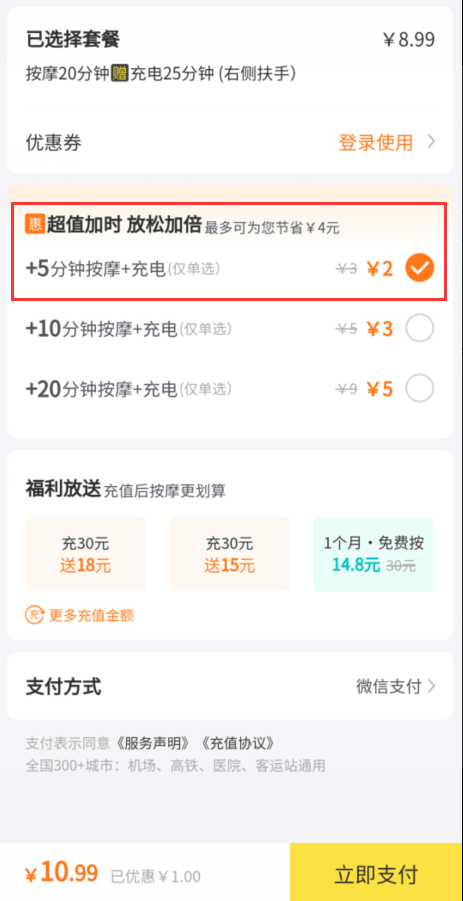 已选择套餐 ￥8.99
按摩20分钟赠充电25分钟 (右侧扶手）
优惠券 登录使用
惠 超值加时 放松加倍 最多可为您节省￥4元
+5分钟按摩+充电(仅单选） ￥3 ￥2
+10分钟按摩+充电(仅单选） ￥5 ￥3
+20分钟按摩+充电(仅单选） ￥9 ￥5
福利放送 充值后按摩更划算
充30元 充30元 1个月・免费按
送18元 送15元 14.8元 30元
充 更多充值金额
支付方式 微信支付
支付表示同意《服务声明》《充值协议》
全国300+城市：机场、高铁、医院、客运站通用
￥10.99 已优惠￥1.00 立即支付